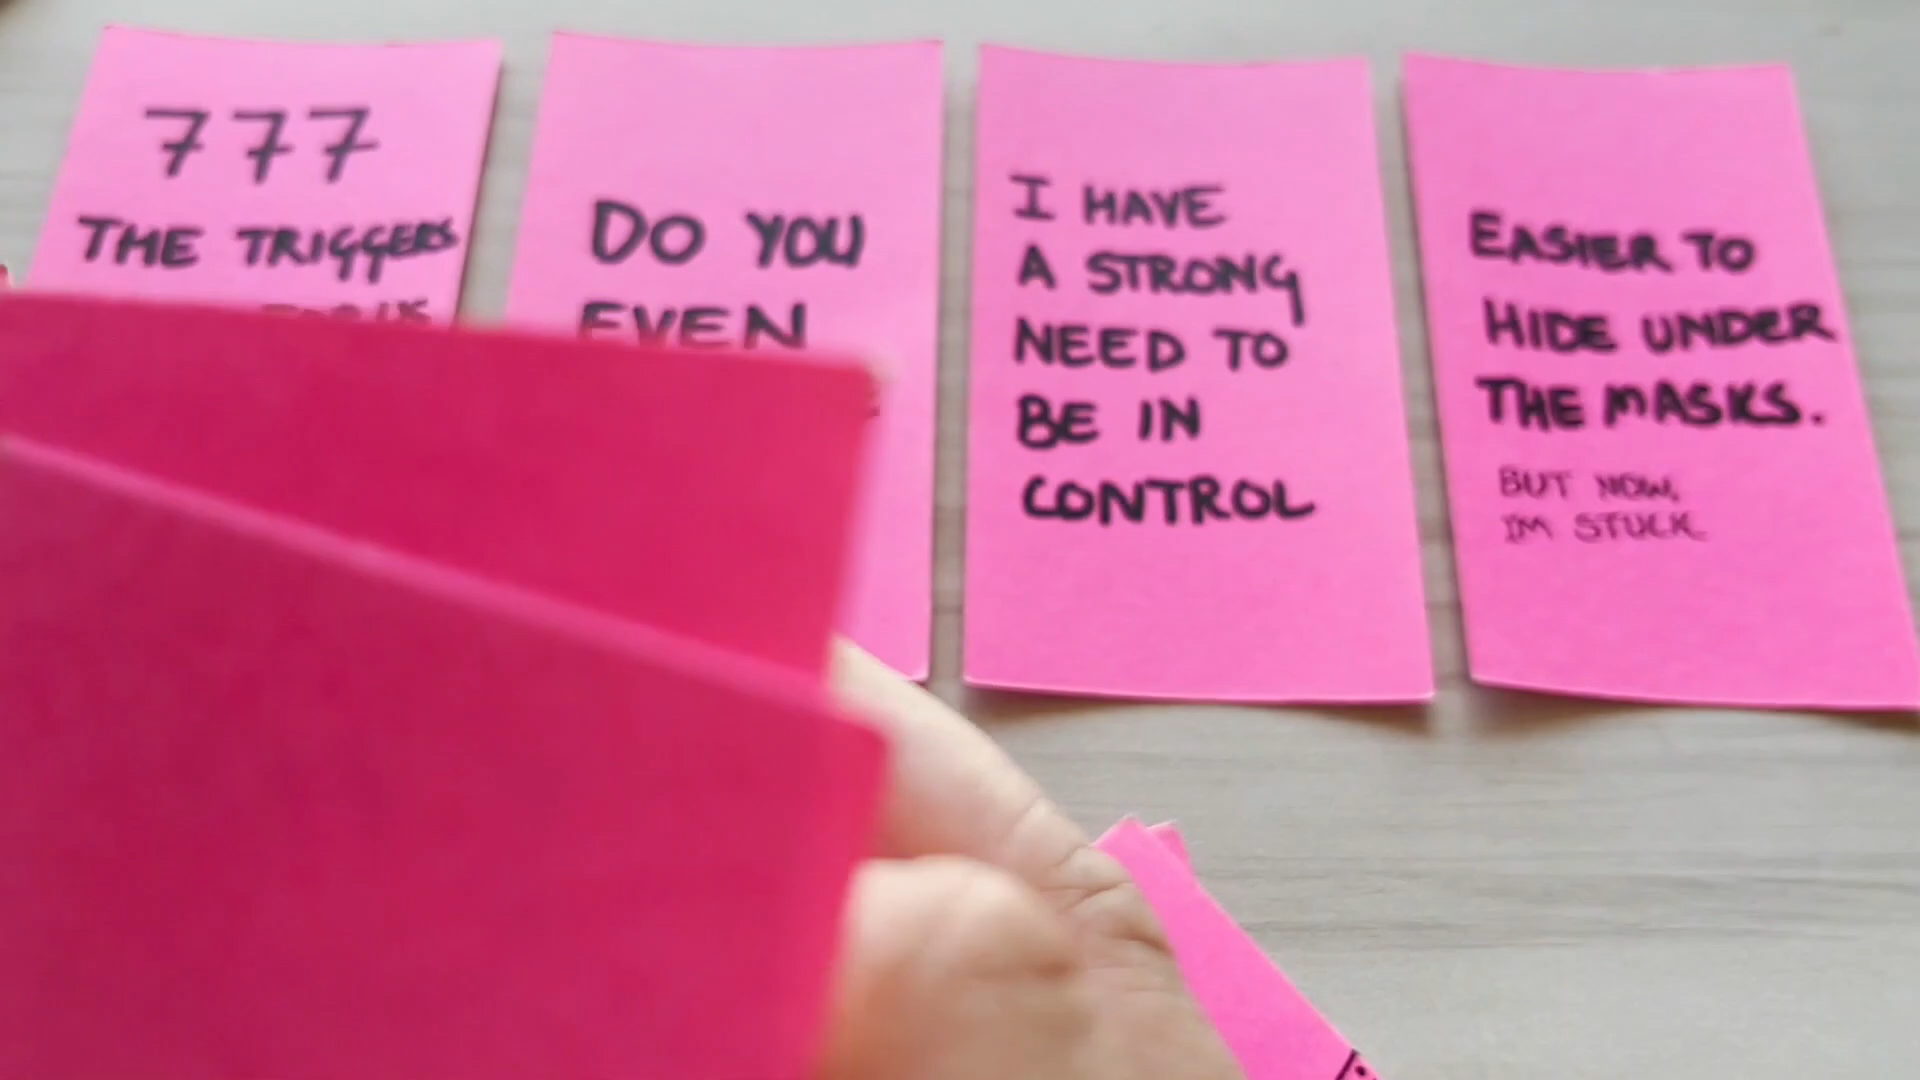 777
THE TRIGGERS
DO YOU
EVEN
I HAVE
A STRONG
NEED TO
BE IN
CONTROL
EASIER TO
HIDE UNDER
THE MASKS.
BUT NOW,
I'M STUCK